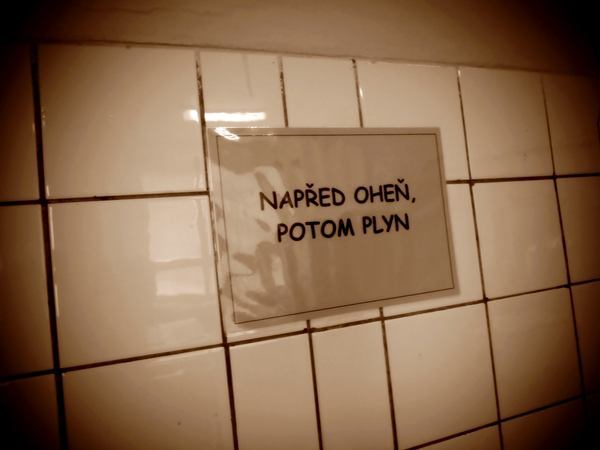 NAPŘED OHEŇ,
POTOM PLYN